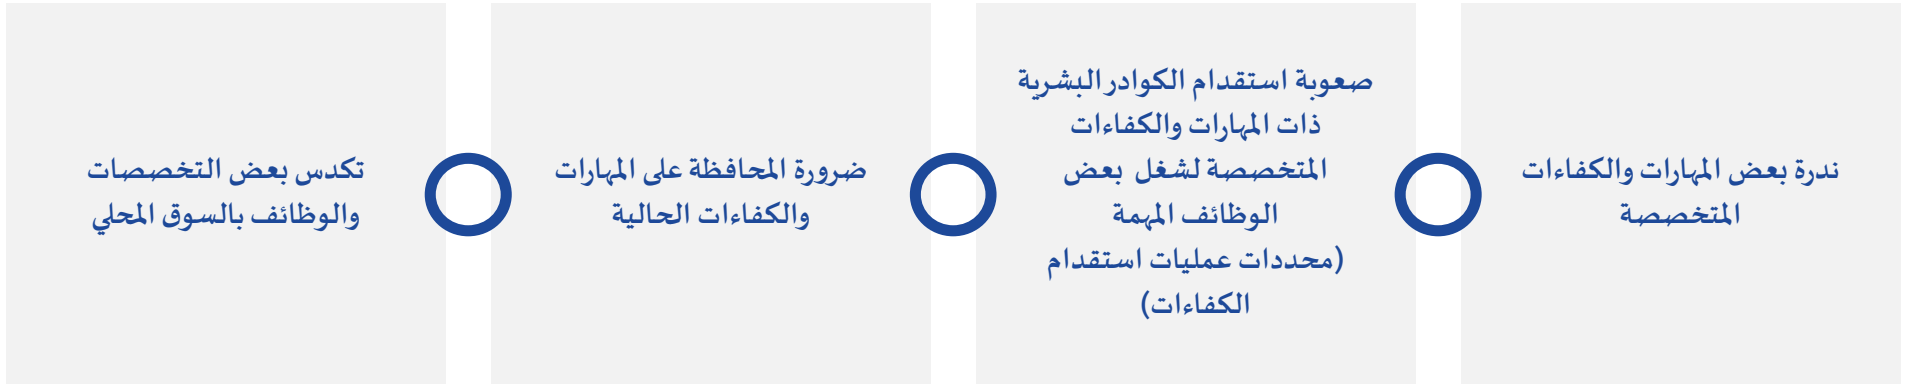 ندرة بعض المهارات والكفاءات
المتخصصة
صعوبة استقدام الكوادر البشرية
ذات المهارات والكفاءات
المتخصصة لشغل بعض
الوظائف المهمة
(محددات عمليات استقدام
الكفاءات)
ضرورة المحافظة على المهارات
والكفاءات الحالية
تكدس بعض التخصصات
والوظائف بالسوق المحلي